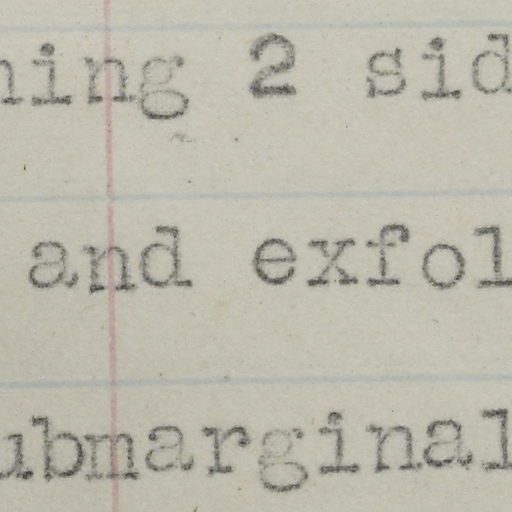 ning 2 sid
and exfol
ubmarginal